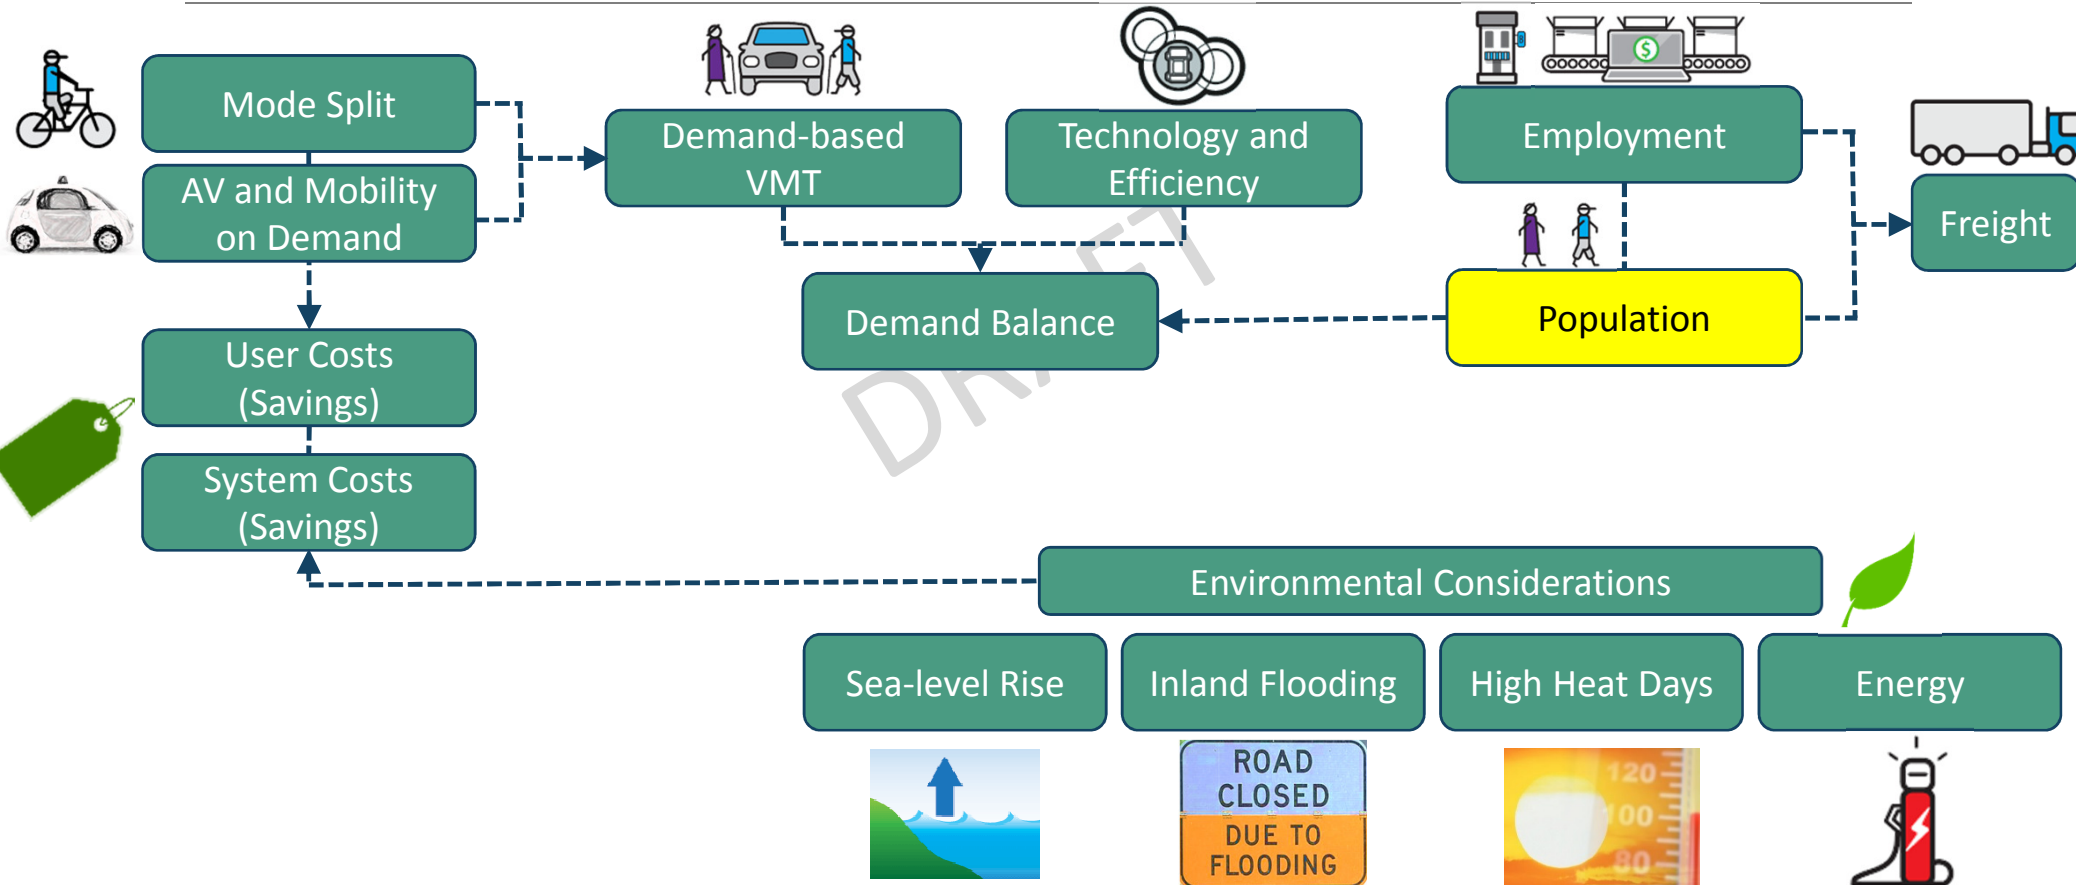 Mode Split
AV and Mobility
on Demand
Demand-based
VMT
Technology and
Efficiency
Employment
Freight
Demand Balance
Population
DRAFT
User Costs
(Savings)
System Costs
(Savings)
Environmental Considerations
Sea-level Rise
Inland Flooding
High Heat Days
Energy
ROAD
CLOSED
DUE TO
FLOODING
120
100
80
$